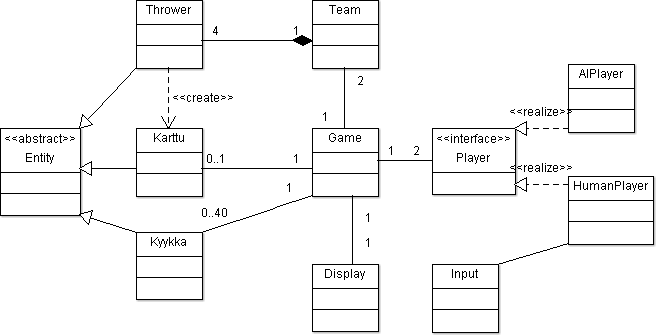 Thrower
Team
4
1
AIPlayer
2
<<create>>
<<realize>>
1
<<abstract>>
Entity
Karttu
Game
<<interface>>
Player
1
2
0..1
1
<<realize>>
HumanPlayer
1
0..40
1
Kyykka
1
Display
Input